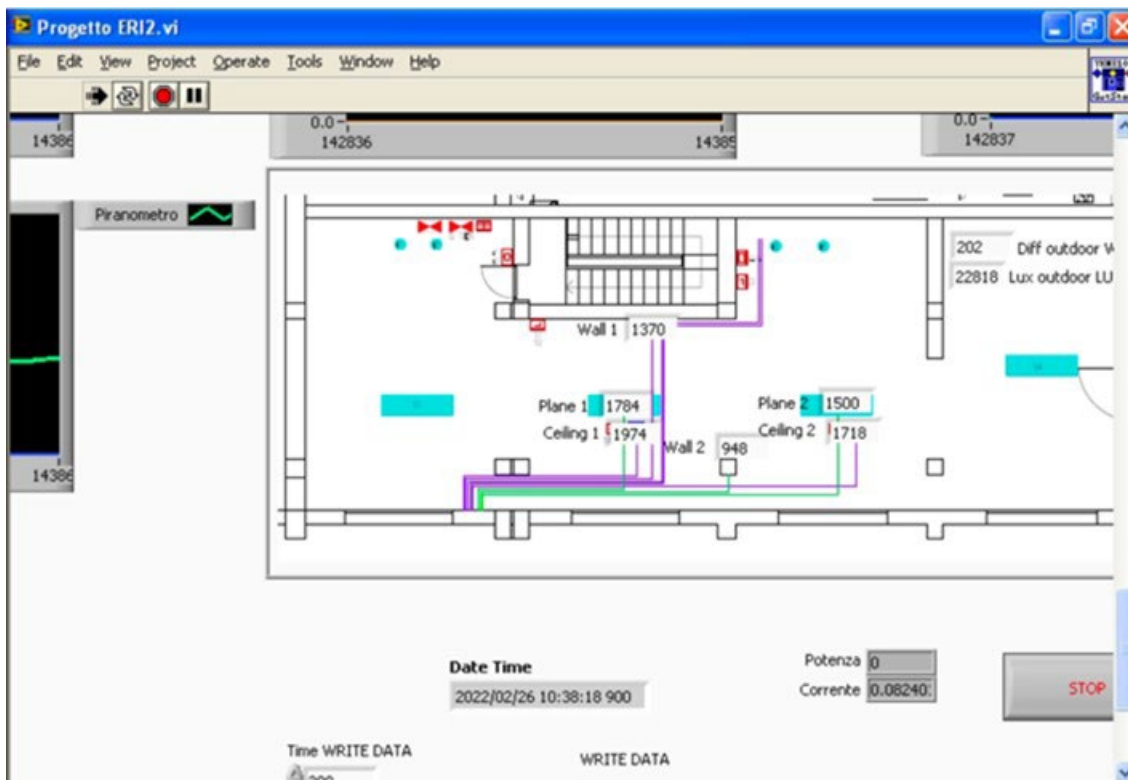 Progetto ERI2.vi
File Edit View Project Operate Tools Window Help
0.0
0.0
14386
142836
14385
142837
Piranometro
202 Diff outdoor W
22818 Lux outdoor LU
Wall 1 1370
Plane 1 1784
Plane 2 1500
Ceiling 1 1974
Ceiling 2 1718
Wall 2 948
14386
Date Time
2022/02/26 10:38:18 900
Potenza 0
Corrente 0.08240
STOP
Time WRITE DATA
WRITE DATA
200